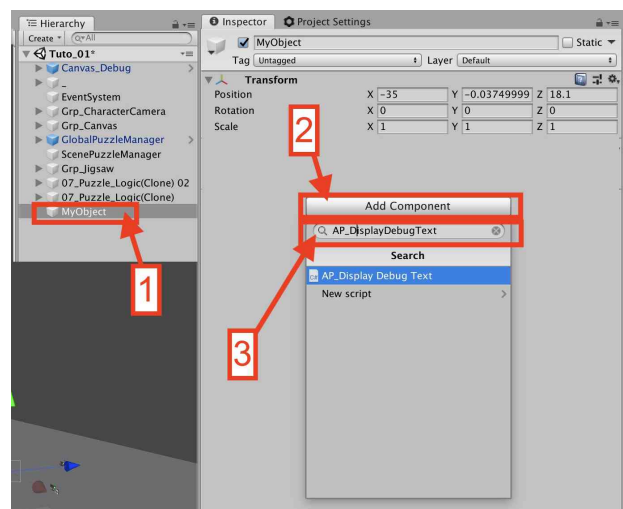 Hierarchy
Create
All
Tuto_01*
Canvas_Debug
_
EventSystem
Grp_CharacterCamera
Grp_Canvas
GlobalPuzzleManager
ScenePuzzleManager
Grp_Jigsaw
07_Puzzle_Logic(Clone) 02
07_Puzzle_Logic(Clone)
MyObject
1
Inspector Project Settings
MyObject Static
Tag Untagged Layer Default
Transform
Position X -35 Y -0.03749999 Z 18.1
Rotation X 0 Y 0 Z 0
Scale X 1 Y 1 Z 1
2
Add Component
AP_DisplayDebugText
Search
AP_Display Debug Text
New script
3